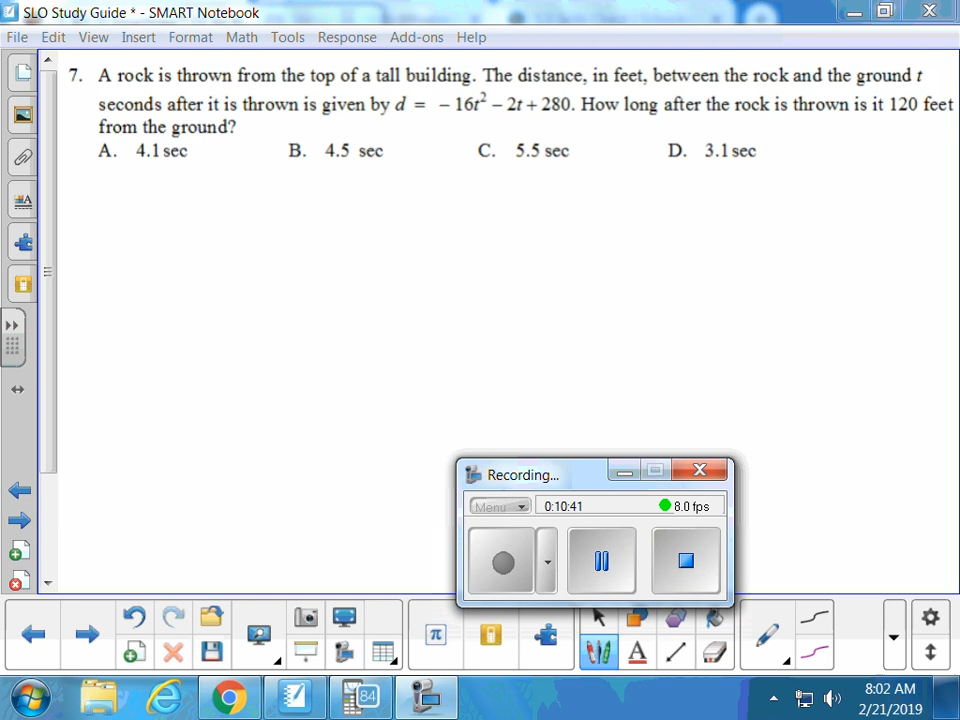 SLO Study Guide * - SMART Notebook
File Edit View Insert Format Math Tools Response Add-ons Help
7. A rock is thrown from the top of a tall building. The distance, in feet, between the rock and the ground t
seconds after it is thrown is given by d = − 16t² − 2t + 280. How long after the rock is thrown is it 120 feet
from the ground?
A. 4.1 sec B. 4.5 sec C. 5.5 sec D. 3.1 sec
Recording...
Menu 0:10:41 8.0 fps
π
A
84
8:02 AM
2/21/2019